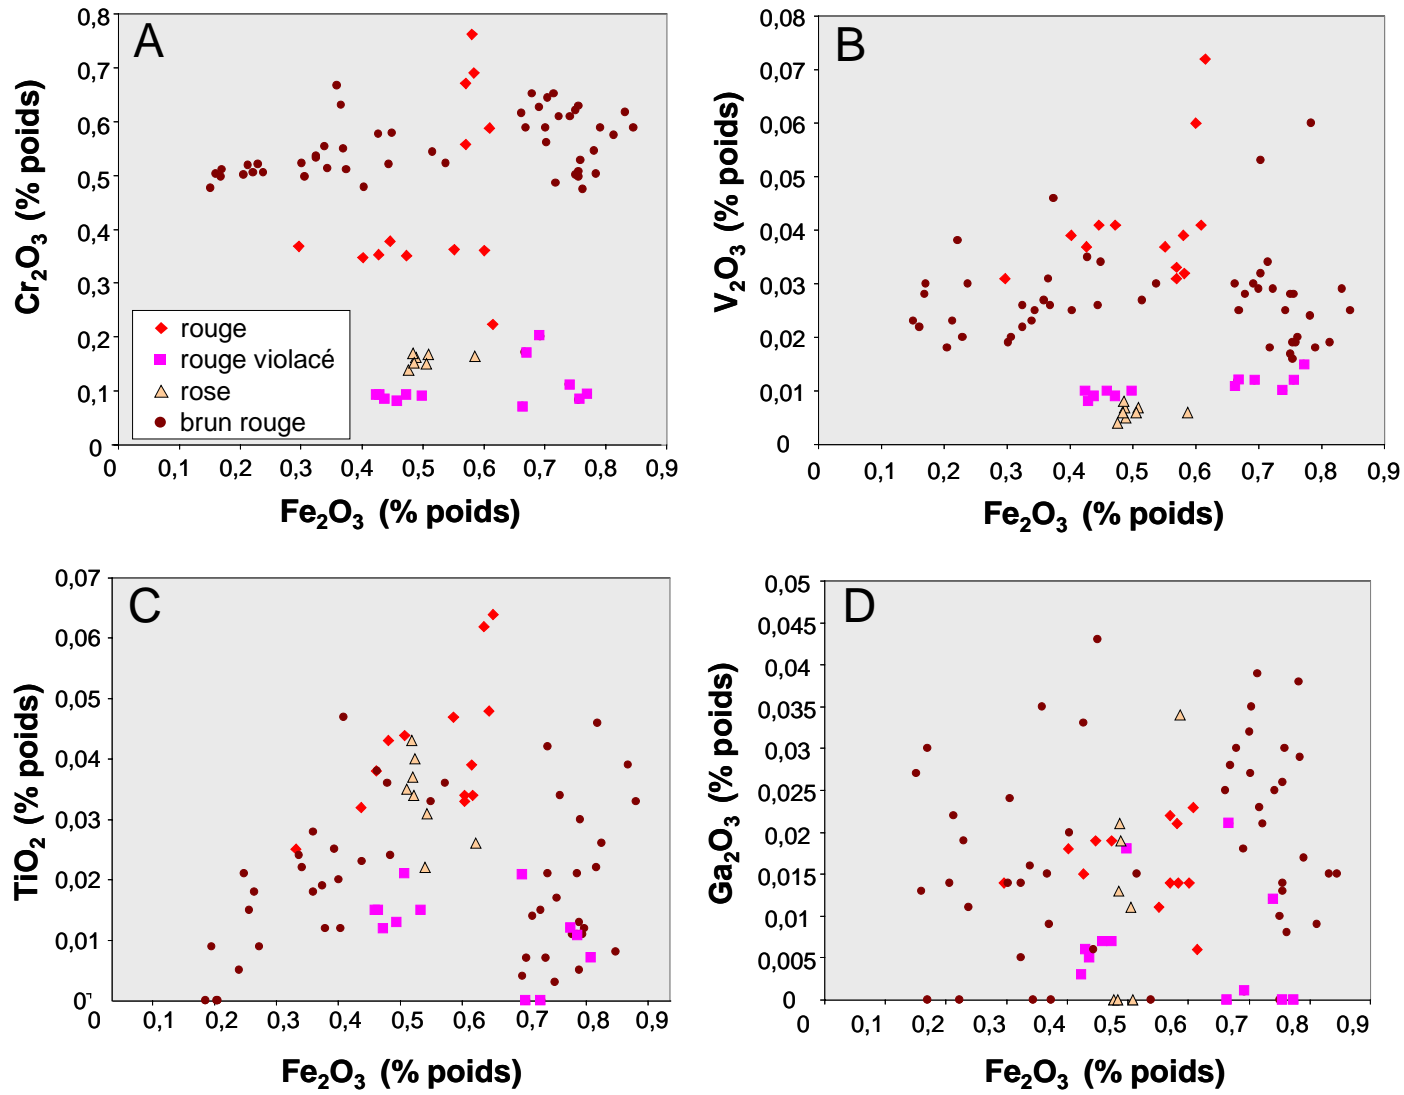 A
0,8
0,7
0,6
0,5
0,4
0,3
0,2
0,1
0
Cr2O3 (% poids)
rouge
rouge violacé
rose
brun rouge
0 0,1 0,2 0,3 0,4 0,5 0,6 0,7 0,8 0,9
Fe2O3 (% poids)
B
0,08
0,07
0,06
0,05
0,04
0,03
0,02
0,01
0
V2O3 (% poids)
0 0,1 0,2 0,3 0,4 0,5 0,6 0,7 0,8 0,9
Fe2O3 (% poids)
C
0,07
0,06
0,05
0,04
0,03
0,02
0,01
0
TiO2 (% poids)
0 0,1 0,2 0,3 0,4 0,5 0,6 0,7 0,8 0,9
Fe2O3 (% poids)
D
0,05
0,045
0,04
0,035
0,03
0,025
0,02
0,015
0,01
0,005
0
Ga2O3 (% poids)
0 0,1 0,2 0,3 0,4 0,5 0,6 0,7 0,8 0,9
Fe2O3 (% poids)